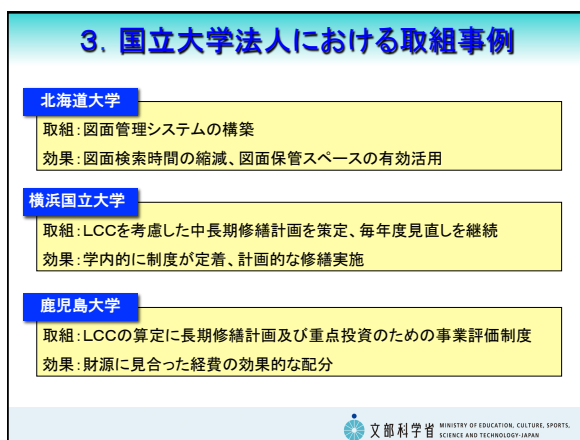 ３．国立大学法人における取組事例
北海道大学
取組：図面管理システムの構築
効果：図面検索時間の縮減、図面保管スペースの有効活用
横浜国立大学
取組：LCCを考慮した中長期修繕計画を策定、毎年度見直しを継続
効果：学内的に制度が定着、計画的な修繕実施
鹿児島大学
取組：LCCの算定に長期修繕計画及び重点投資のための事業評価制度
効果：財源に見合った経費の効果的な配分
文部科学省 MINISTRY OF EDUCATION, CULTURE, SPORTS,
SCIENCE AND TECHNOLOGY-JAPAN